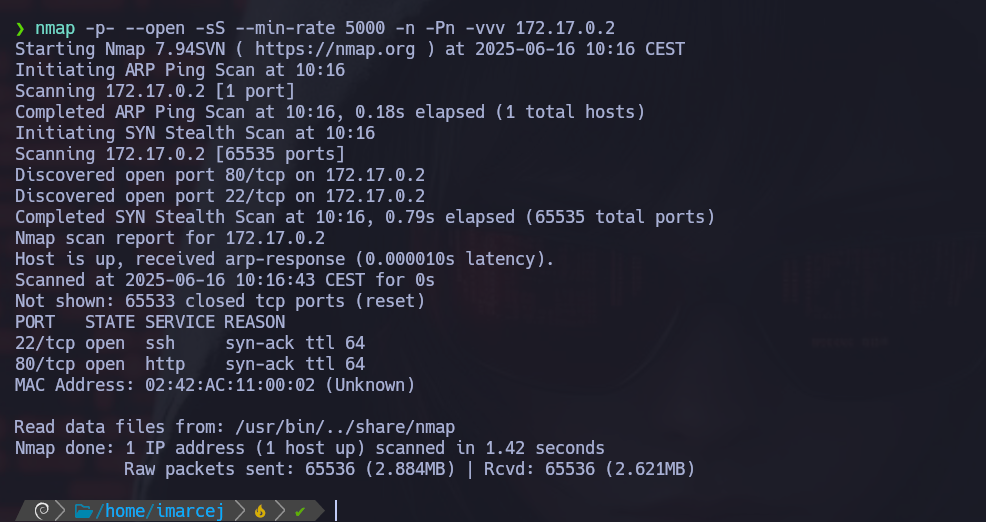 ❯ nmap -p- --open -sS --min-rate 5000 -n -Pn -vvv 172.17.0.2
Starting Nmap 7.94SVN ( https://nmap.org ) at 2025-06-16 10:16 CEST
Initiating ARP Ping Scan at 10:16
Scanning 172.17.0.2 [1 port]
Completed ARP Ping Scan at 10:16, 0.18s elapsed (1 total hosts)
Initiating SYN Stealth Scan at 10:16
Scanning 172.17.0.2 [65535 ports]
Discovered open port 80/tcp on 172.17.0.2
Discovered open port 22/tcp on 172.17.0.2
Completed SYN Stealth Scan at 10:16, 0.79s elapsed (65535 total ports)
Nmap scan report for 172.17.0.2
Host is up, received arp-response (0.000010s latency).
Scanned at 2025-06-16 10:16:43 CEST for 0s
Not shown: 65533 closed tcp ports (reset)
PORT   STATE SERVICE REASON
22/tcp open  ssh     syn-ack ttl 64
80/tcp open  http    syn-ack ttl 64
MAC Address: 02:42:AC:11:00:02 (Unknown)
Read data files from: /usr/bin/../share/nmap
Nmap done: 1 IP address (1 host up) scanned in 1.42 seconds
           Raw packets sent: 65536 (2.884MB) | Rcvd: 65536 (2.621MB)
/home/imarcej